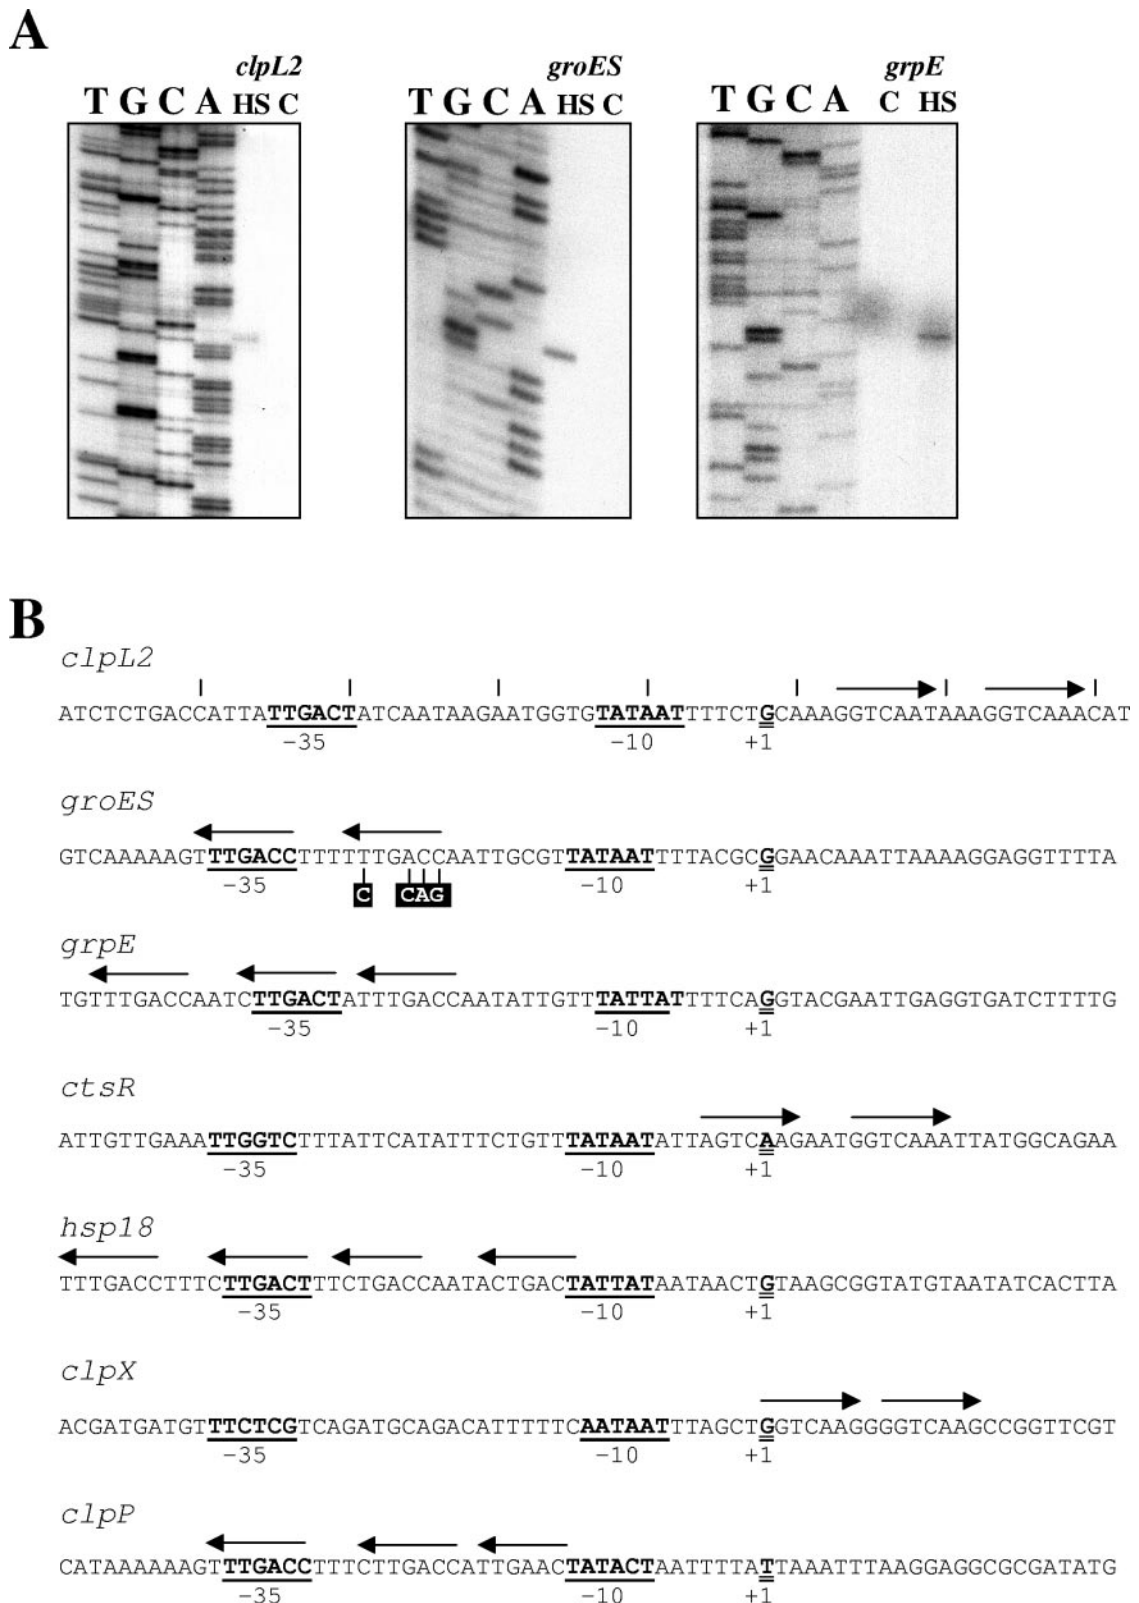 A
clpL2 groES grpE
T G C A HS C T G C A HS C T G C A C HS
B
clpL2
ATCTCTGACCATTATTGACTATCAATAAGAATGGTGTATAATTTTCTGCAAAGGTCAATAAAGGTCAAACAT
−35 −10 +1
groES
GTCAAAAAGTTTGACCTTTTTTGACCAATTGCGTTATAATTTTACGCGGAACAAATTAAAAGGAGGTTTTA
−35 C CAG −10 +1
grpE
TGTTTGACCAATCTTGACTATTTGACCAATATTGTTTATTATTTTCAGGTACGAATTGAGGTGATCTTTTG
−35 −10 +1
ctsR
ATTGTTGAAATTGGTCTTTATTCATATTTCTGTTTATAATATTAGTCAAGAATGGTCAAATTATGGCAGAA
−35 −10 +1
hsp18
TTTGACCTTTCTTGACTTTCTGACCAATACTGACTATTATAATAACTGTAAGCGGTATGTAATATCACTTA
−35 −10 +1
clpX
ACGATGATGTTTCTCGTCAGATGCAGACATTTTTCAATAATTTAGCTGGTCAAGGGGTCAAGCCGGTTCGT
−35 −10 +1
clpP
CATAAAAAAGTTTGACCTTTCTTGACCATTGAACTATACTAATTTTATTAAATTTAAGGAGGCGCGATATG
−35 −10 +1